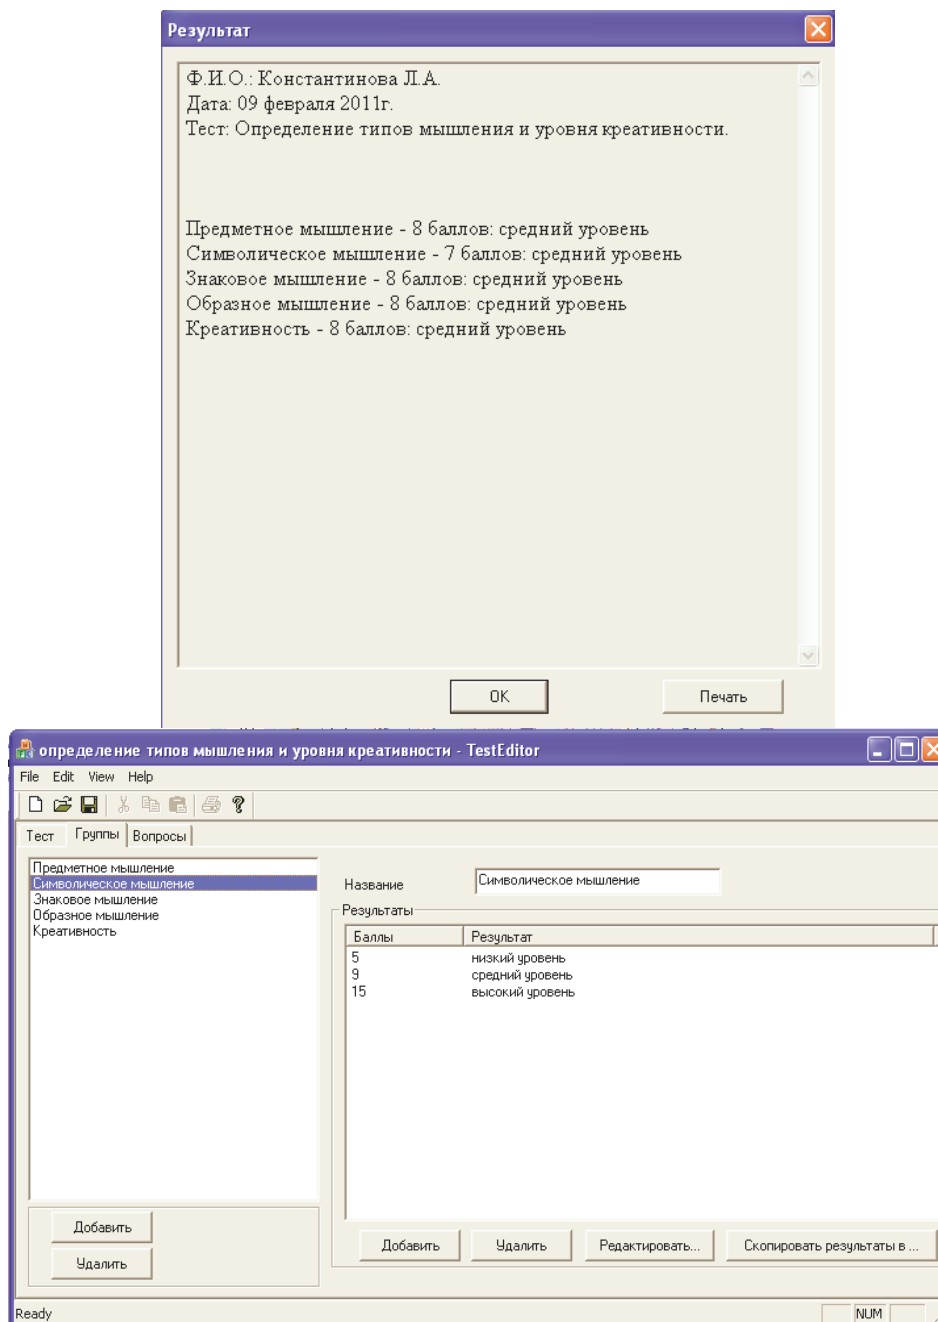 Результат
Ф.И.О.: Константинова Л.А.
Дата: 09 февраля 2011г.
Тест: Определение типов мышления и уровня креативности.
Предметное мышление - 8 баллов: средний уровень
Символическое мышление - 7 баллов: средний уровень
Знаковое мышление - 8 баллов: средний уровень
Образное мышление - 8 баллов: средний уровень
Креативность - 8 баллов: средний уровень
OK Печать
определение типов мышления и уровня креативности - TestEditor
File Edit View Help
Тест Группы Вопросы
Предметное мышление
Символическое мышление
Знаковое мышление
Образное мышление
Креативность
Название Символическое мышление
Результаты
Баллы Результат
5 низкий уровень
9 средний уровень
15 высокий уровень
Добавить
Удалить
Добавить Удалить Редактировать... Скопировать результаты в ...
Ready NUM